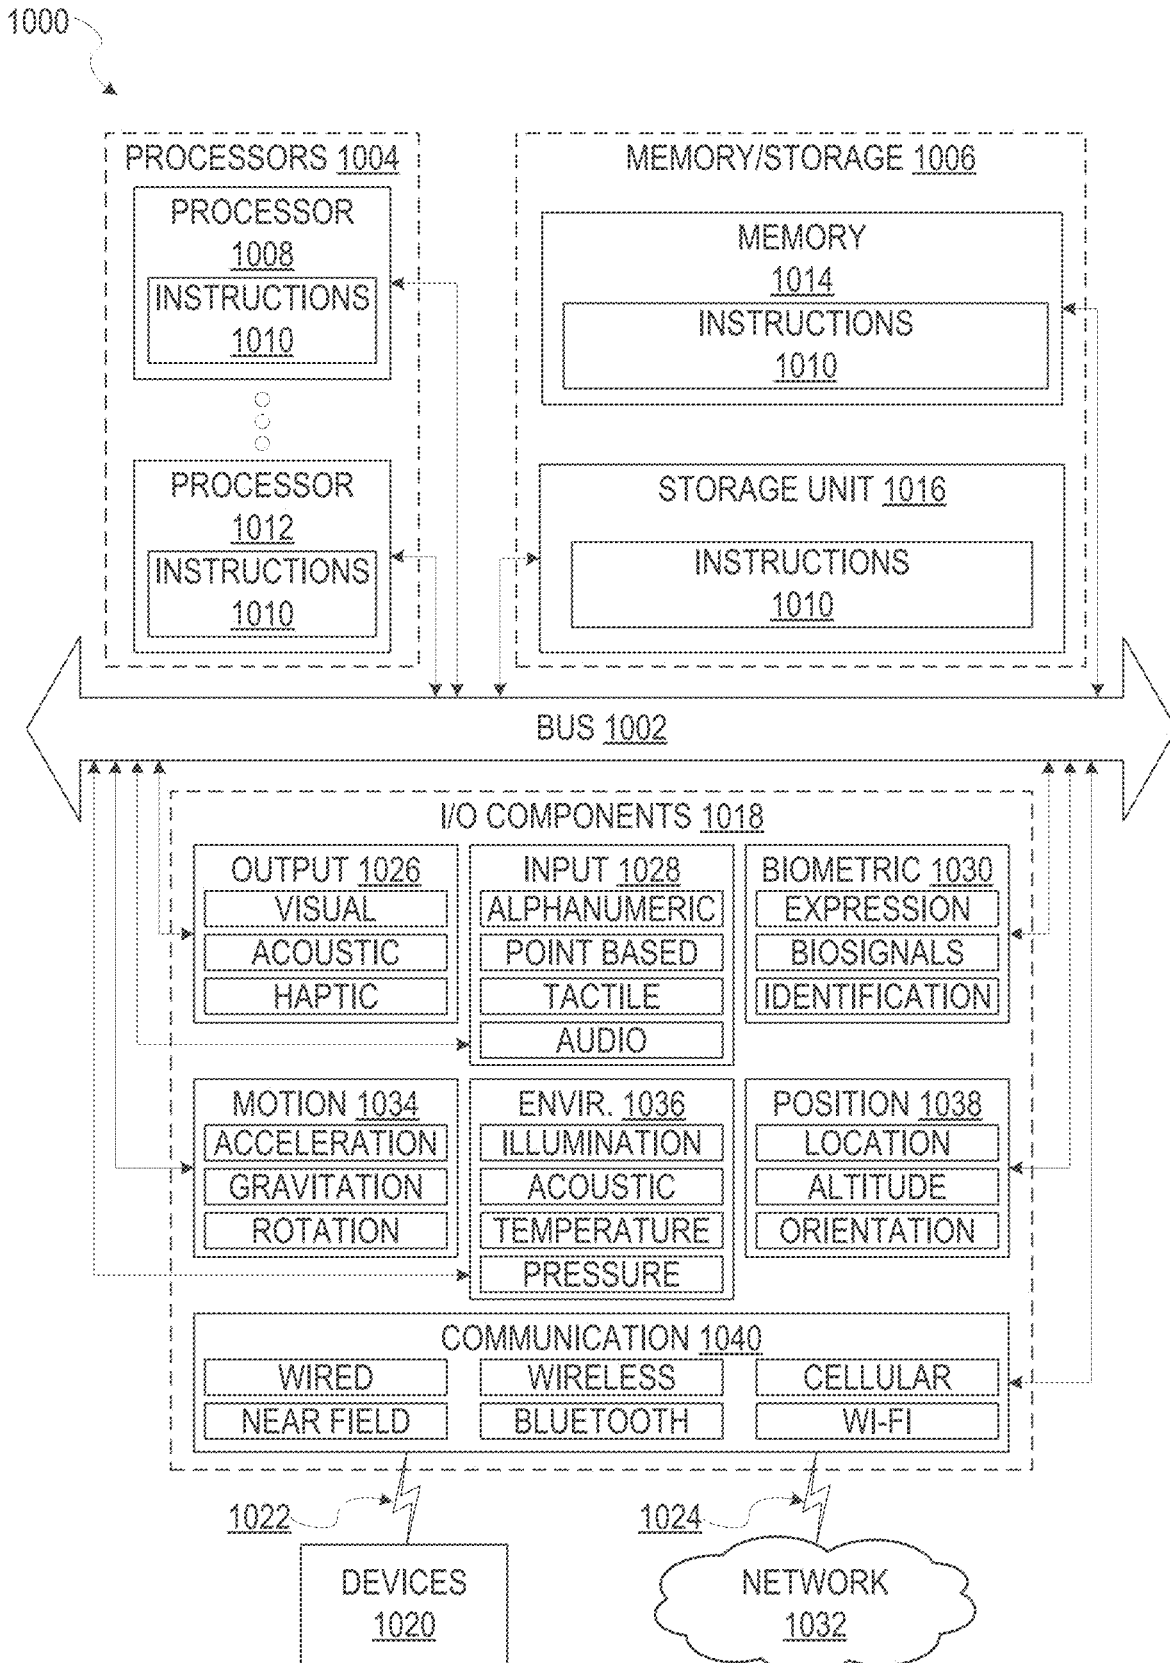 1000
PROCESSORS 1004
PROCESSOR
1008
INSTRUCTIONS
1010
PROCESSOR
1012
INSTRUCTIONS
1010
MEMORY/STORAGE 1006
MEMORY
1014
INSTRUCTIONS
1010
STORAGE UNIT 1016
INSTRUCTIONS
1010
BUS 1002
I/O COMPONENTS 1018
OUTPUT 1026
VISUAL
ACOUSTIC
HAPTIC
INPUT 1028
ALPHANUMERIC
POINT BASED
TACTILE
AUDIO
BIOMETRIC 1030
EXPRESSION
BIOSIGNALS
IDENTIFICATION
MOTION 1034
ACCELERATION
GRAVITATION
ROTATION
ENVIR. 1036
ILLUMINATION
ACOUSTIC
TEMPERATURE
PRESSURE
POSITION 1038
LOCATION
ALTITUDE
ORIENTATION
COMMUNICATION 1040
WIRED
WIRELESS
CELLULAR
NEAR FIELD
BLUETOOTH
WI-FI
1022
1024
DEVICES
1020
NETWORK
1032